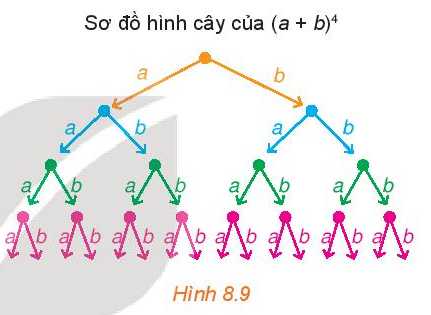 Sơ đồ hình cây của (a + b)⁴
a b
a b a b
a b a b a b a b
a b a b a b a b a b a b a b a b
Hình 8.9